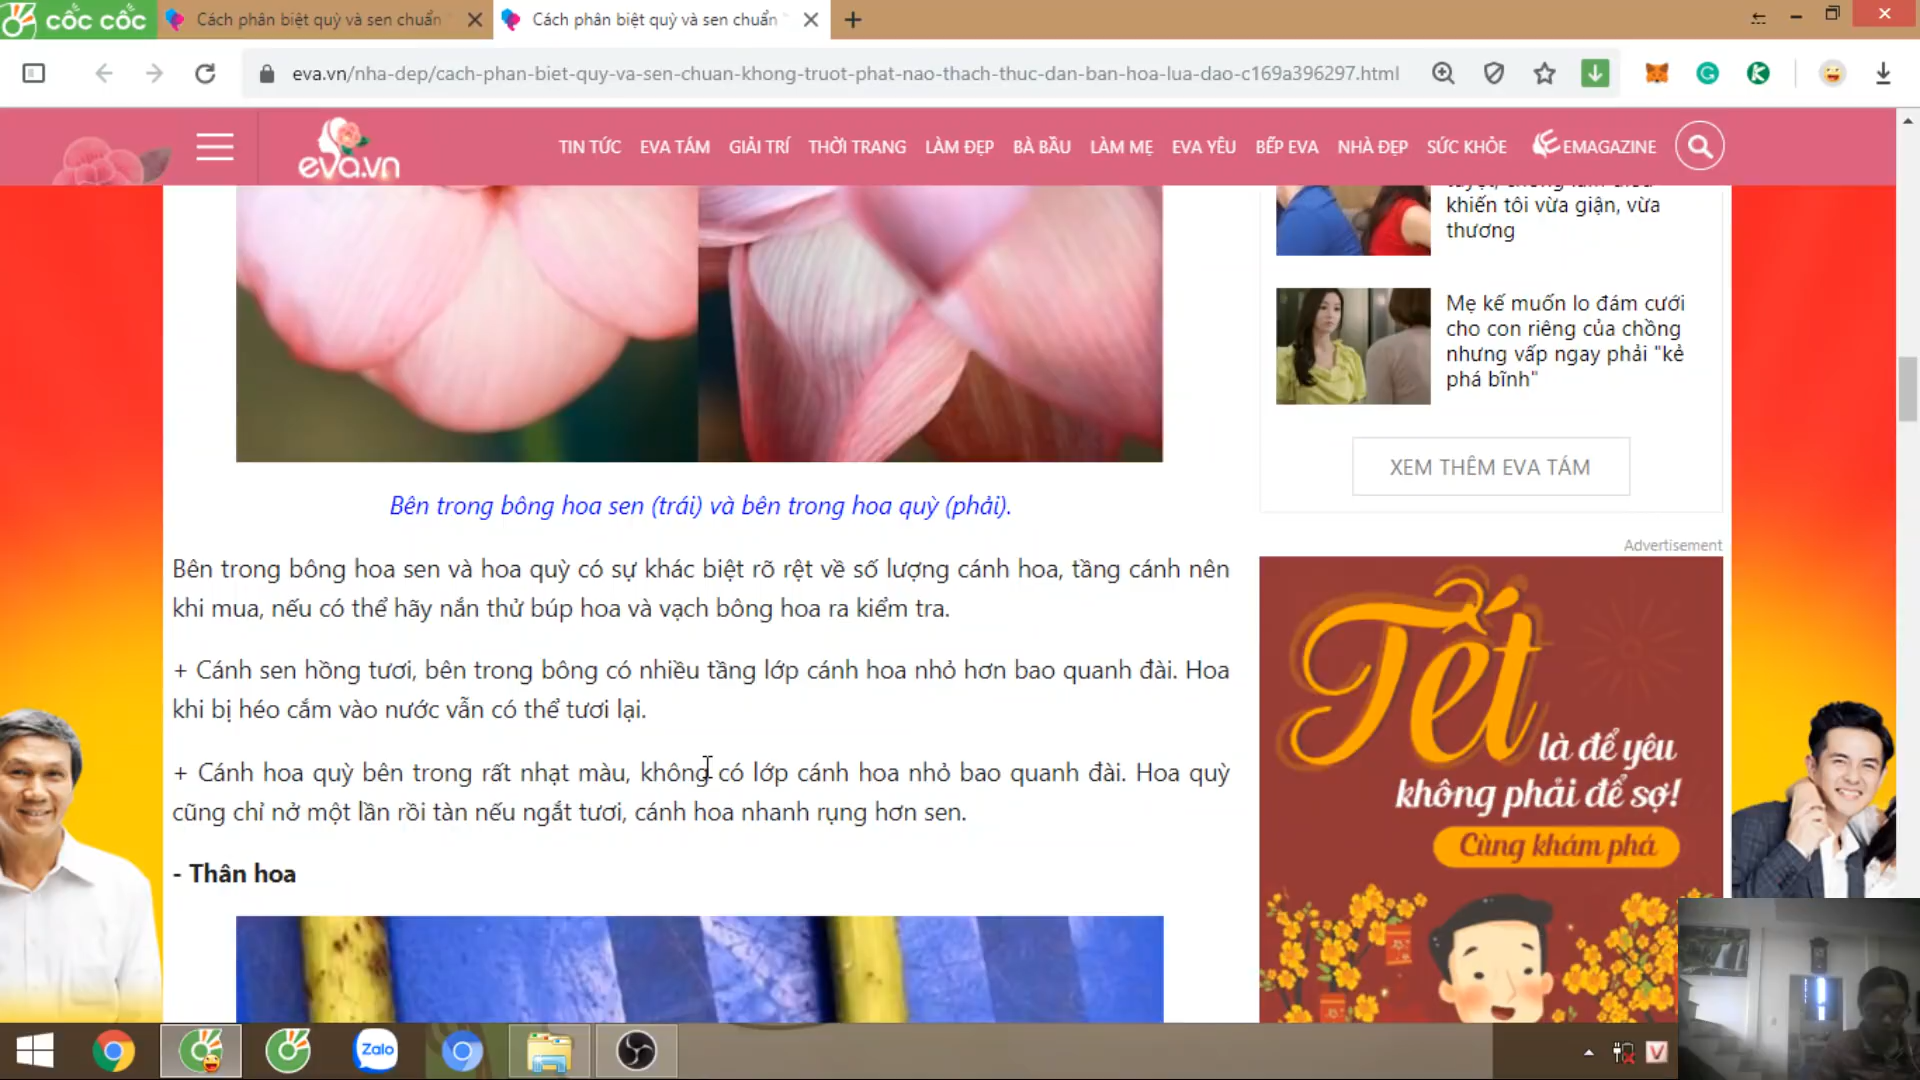 cốc cốc
Cách phân biệt quỳ và sen chuẩn
Cách phân biệt quỳ và sen chuẩn
eva.vn/nha-dep/cach-phan-biet-quy-va-sen-chuan-khong-truot-phat-nao-thach-thuc-dan-ban-hoa-lua-dao-c169a396297.html
eva.vn
TIN TỨC EVA TÁM GIẢI TRÍ THỜI TRANG LÀM ĐẸP BÀ BẦU LÀM MẸ EVA YÊU BẾP EVA NHÀ ĐẸP SỨC KHỎE EMAGAZINE
khiến tôi vừa giận, vừa
thương
Mẹ kế muốn lo đám cưới
cho con riêng của chồng
nhưng vấp ngay phải "kẻ
phá bĩnh"
XEM THÊM EVA TÁM
Bên trong bông hoa sen (trái) và bên trong hoa quỳ (phải).
Bên trong bông hoa sen và hoa quỳ có sự khác biệt rõ rệt về số lượng cánh hoa, tầng cánh nên
khi mua, nếu có thể hãy nắn thử búp hoa và vạch bông hoa ra kiểm tra.
+ Cánh sen hồng tươi, bên trong bông có nhiều tầng lớp cánh hoa nhỏ hơn bao quanh đài. Hoa
khi bị héo cắm vào nước vẫn có thể tươi lại.
+ Cánh hoa quỳ bên trong rất nhạt màu, không có lớp cánh hoa nhỏ bao quanh đài. Hoa quỳ
cũng chỉ nở một lần rồi tàn nếu ngắt tươi, cánh hoa nhanh rụng hơn sen.
- Thân hoa
Advertisement
Tết
là để yêu
không phải để sợ!
Cùng khám phá
Zalo